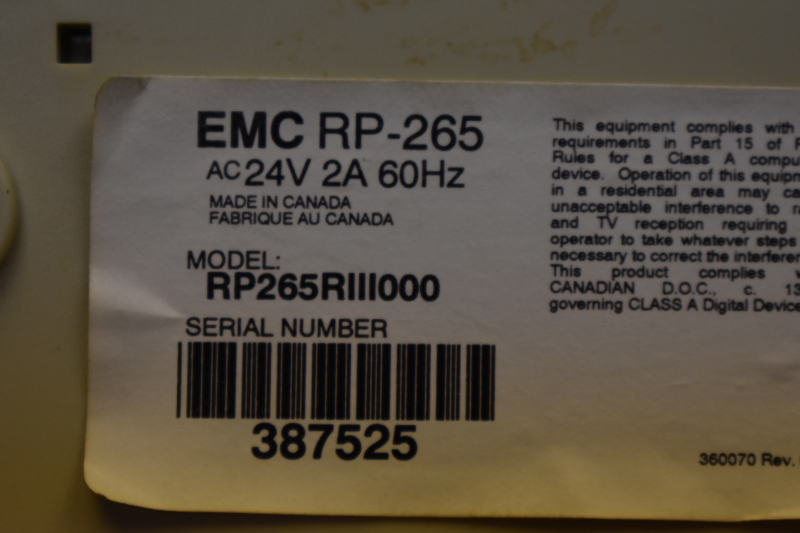 EMC RP-265
AC 24V 2A 60Hz
MADE IN CANADA
FABRIQUE AU CANADA
MODEL:
RP265RIII000
SERIAL NUMBER
387525
This equipment complies with
requirements in Part 15 of
Rules for a Class A
device. Operation of this
in a residential area may
unacceptable interference to
and TV reception requiring
operator to take whatever steps
necessary to correct the
This product complies
CANADIAN D.O.C., c.
governing CLASS A Digital
360070 Rev.